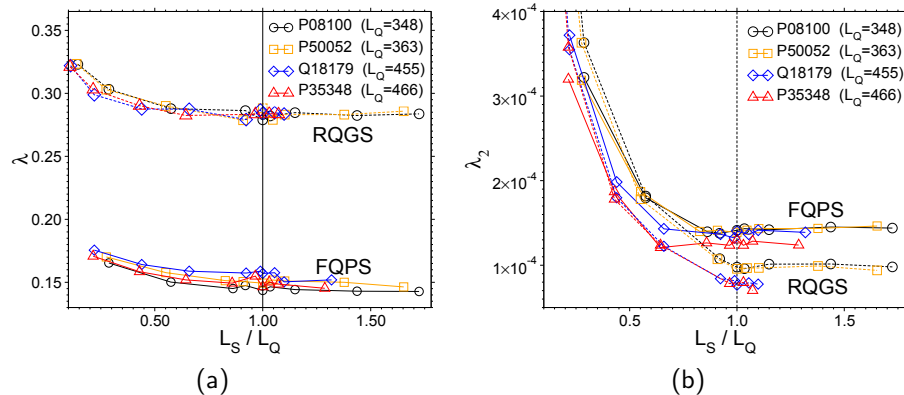 0.35
0.30
0.25
0.20
0.15
λ
0.50
1.00
1.50
L_S / L_Q
P08100 (L_Q=348)
P50052 (L_Q=363)
Q18179 (L_Q=455)
P35348 (L_Q=466)
RQGS
FQPS
(a)
4×10⁻⁴
3×10⁻⁴
2×10⁻⁴
1×10⁻⁴
λ₂
0.5
1.0
1.5
L_S / L_Q
P08100 (L_Q=348)
P50052 (L_Q=363)
Q18179 (L_Q=455)
P35348 (L_Q=466)
FQPS
RQGS
(b)